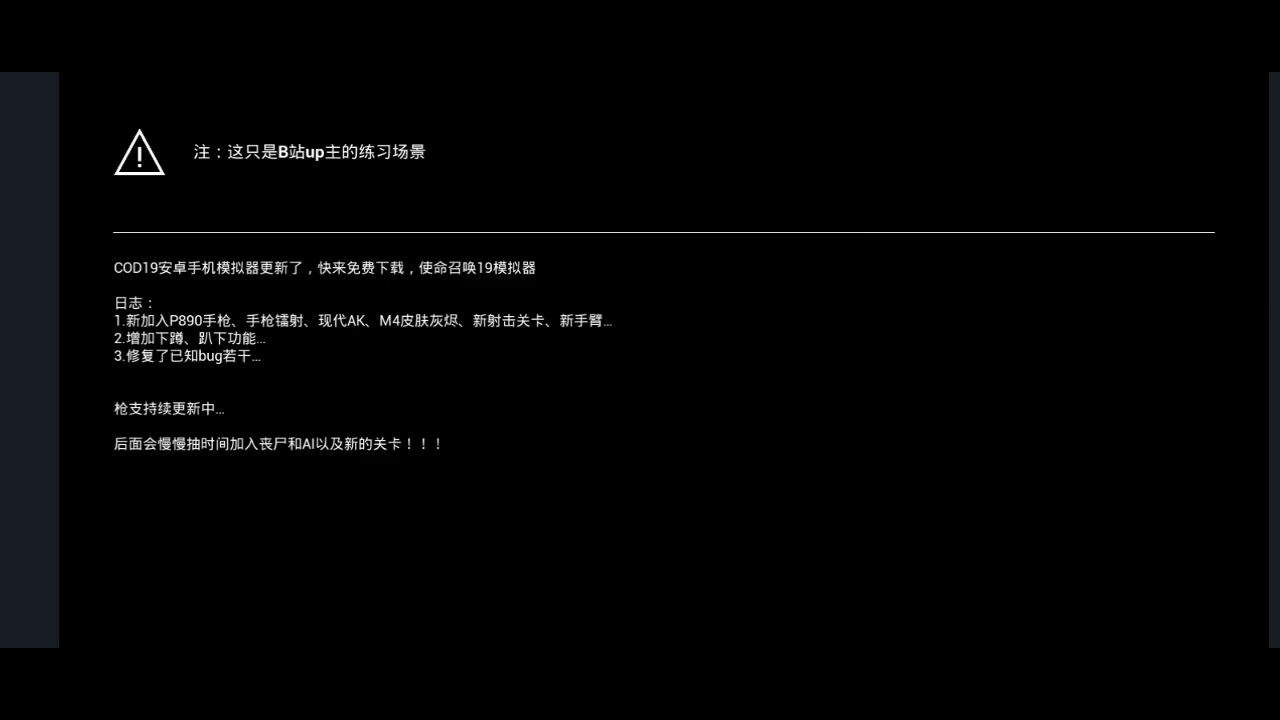 注：这只是B站up主的练习场景
COD19安卓手机模拟器更新了，快来免费下载，使命召唤19模拟器
日志：
1.新加入P890手枪、手枪镭射、现代AK、M4皮肤灰烬、新射击关卡、新手臂...
2.增加下蹲、趴下功能...
3.修复了已知bug若干...
枪支持续更新中...
后面会慢慢抽时间加入丧尸和AI以及新的关卡！！！